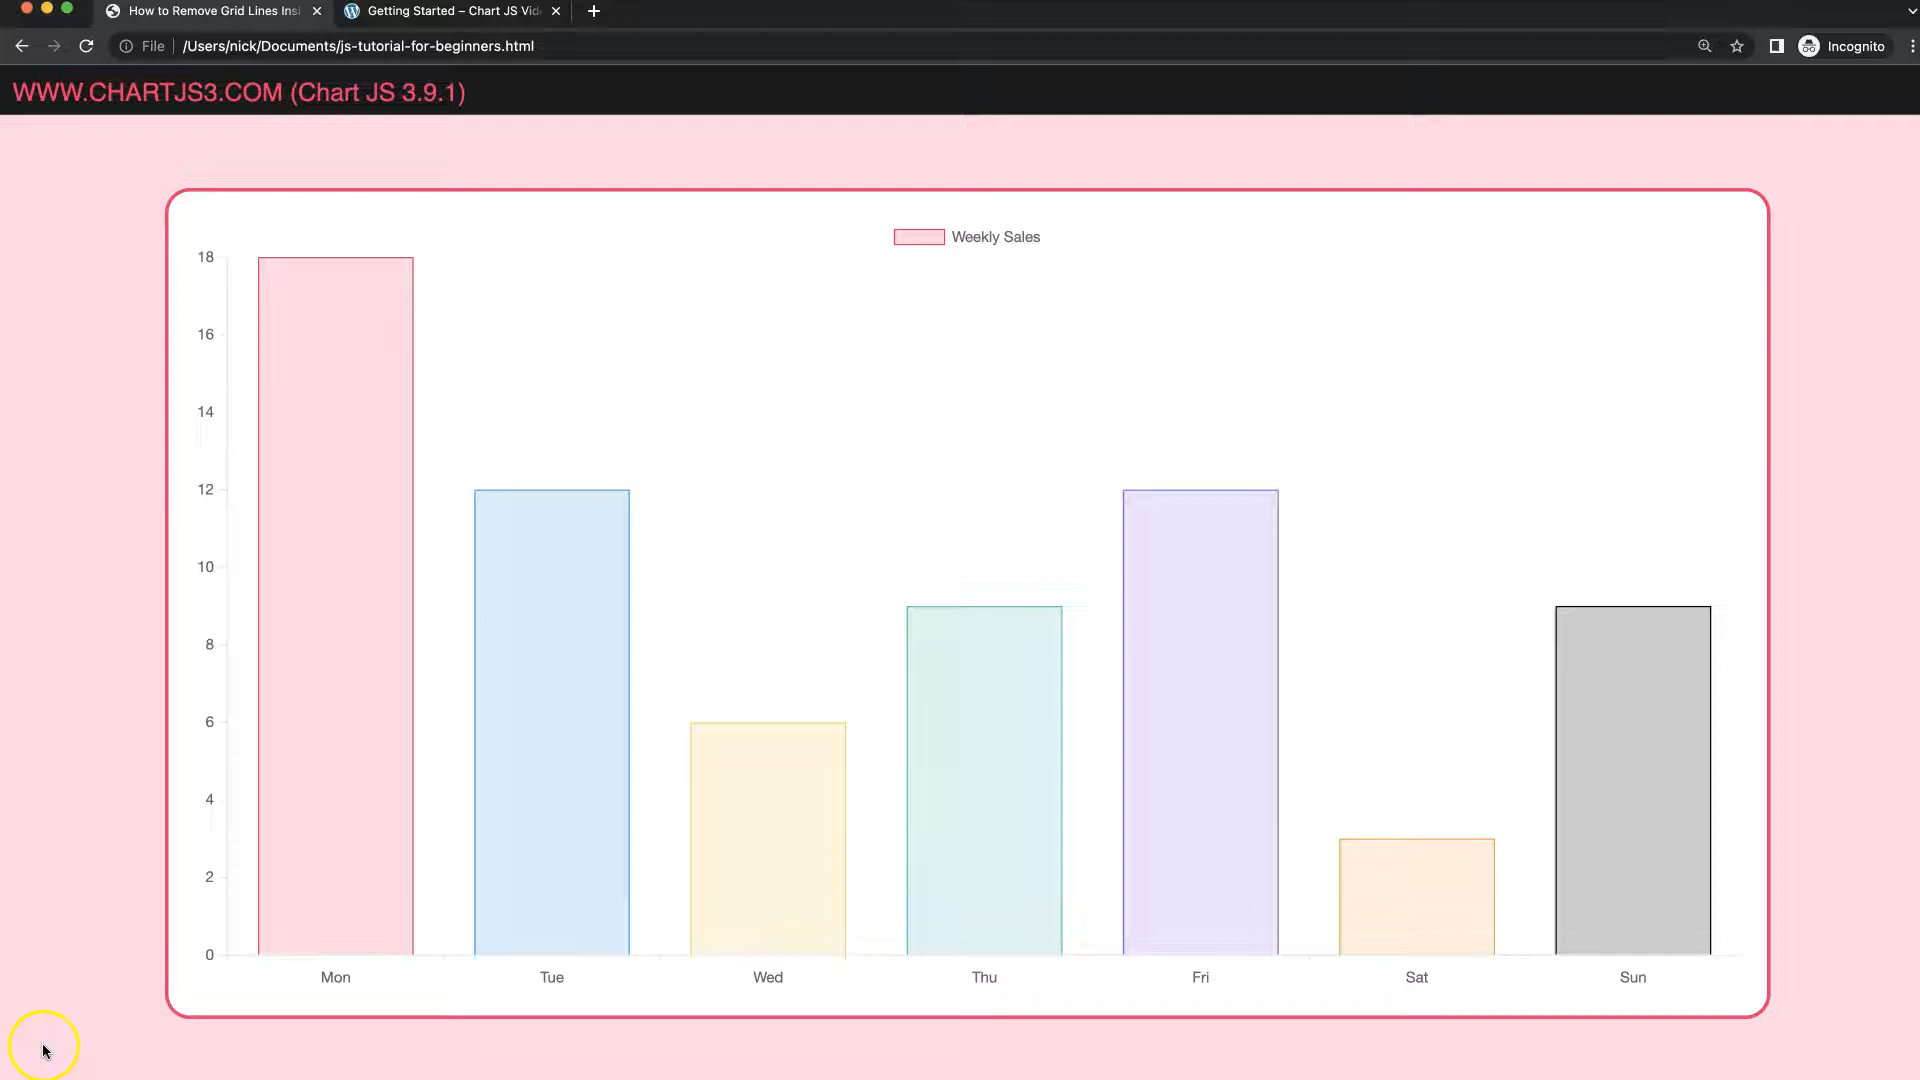 How to Remove Grid Lines Insi
Getting Started – Chart JS Vid
File
/Users/nick/Documents/js-tutorial-for-beginners.html
Incognito
WWW.CHARTJS3.COM (Chart JS 3.9.1)
Weekly Sales
18
16
14
12
10
8
6
4
2
0
Mon Tue Wed Thu Fri Sat Sun